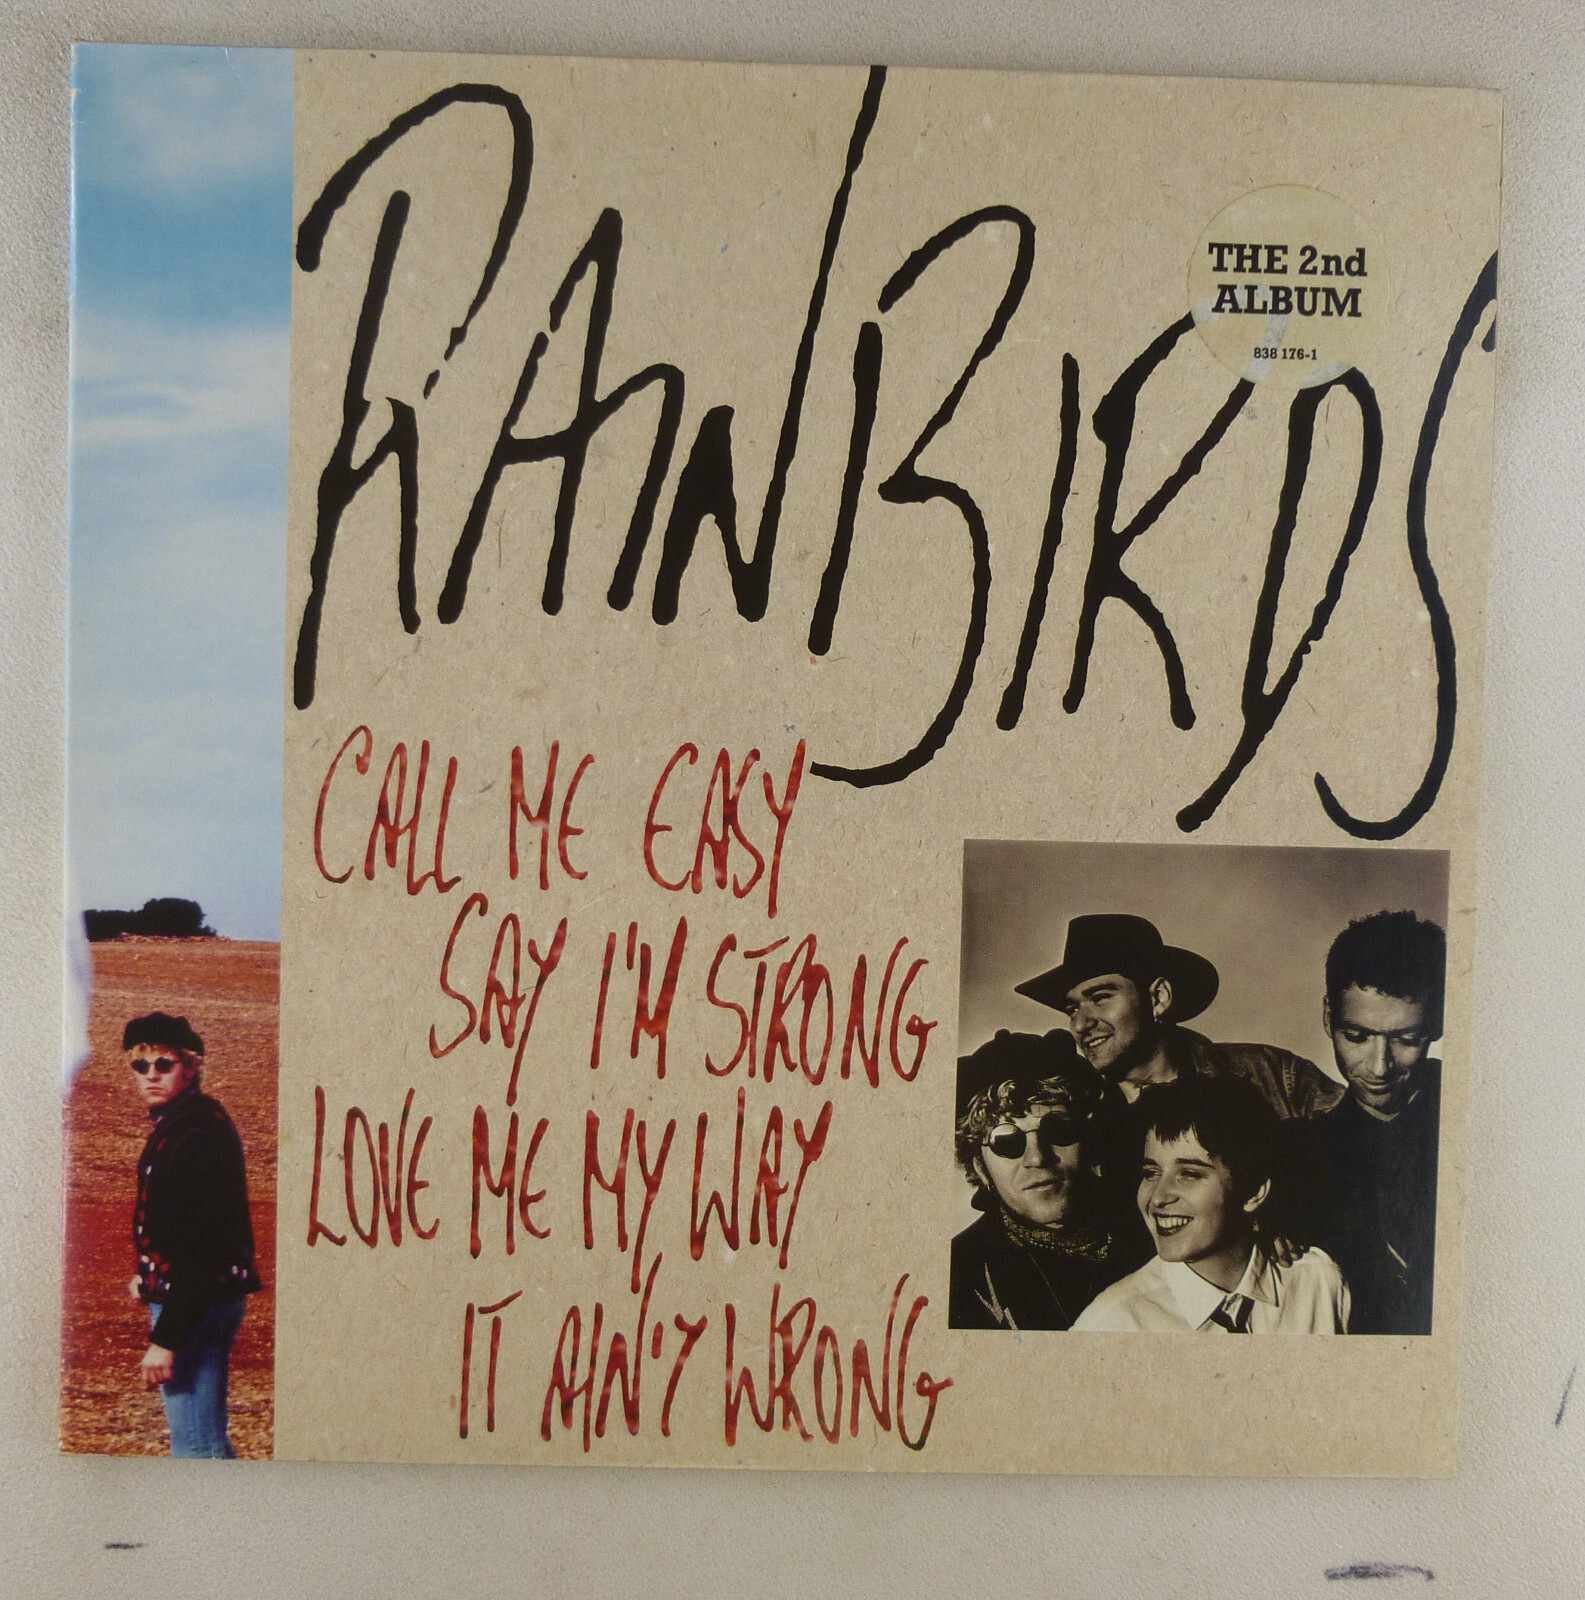 RAINBIRDS
THE 2nd
ALBUM
838 176-1
CALL ME EASY
SAY I'M STRONG
LOVE ME MY WAY
IT AIN'T WRONG